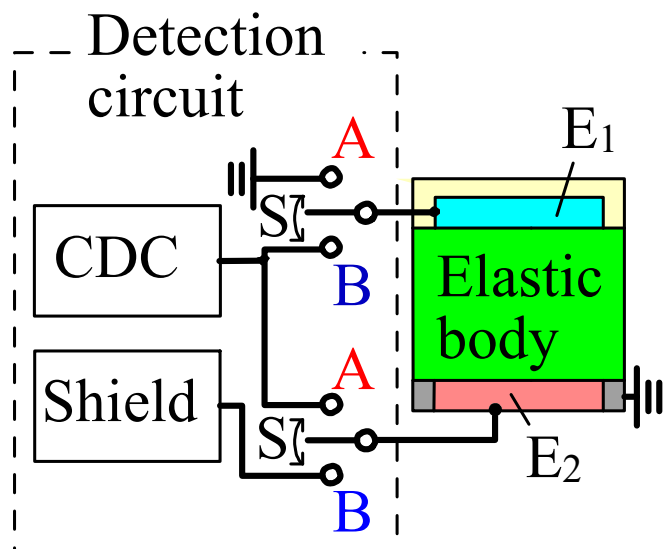 Detection
circuit
A
E1
S
CDC
B
Elastic
body
A
Shield
S
E2
B